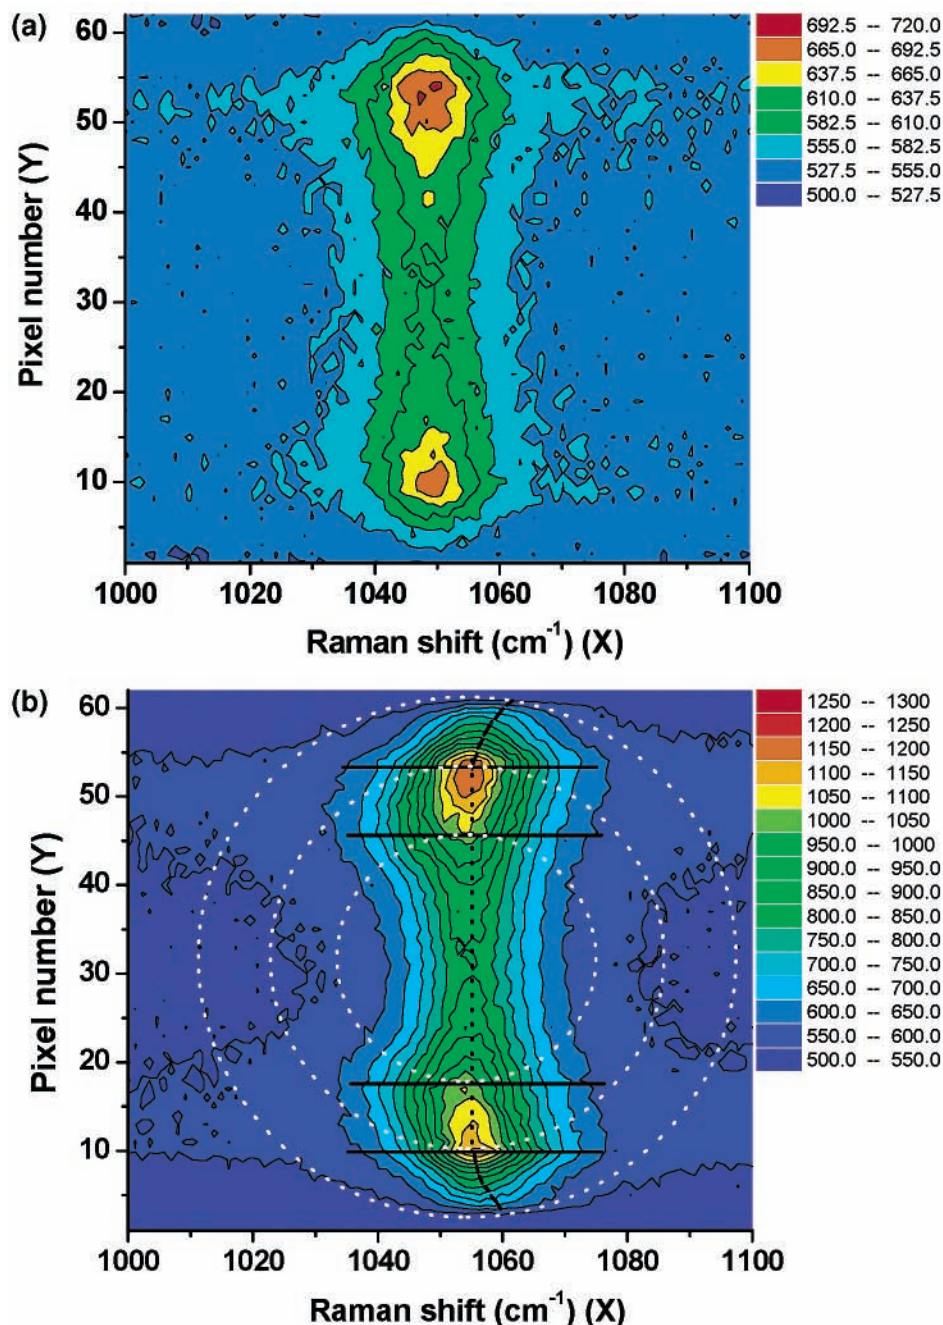 (a)
60
50
40
30
20
10
Pixel number (Y)
1000 1020 1040 1060 1080 1100
Raman shift (cm⁻¹) (X)
692.5 -- 720.0
665.0 -- 692.5
637.5 -- 665.0
610.0 -- 637.5
582.5 -- 610.0
555.0 -- 582.5
527.5 -- 555.0
500.0 -- 527.5
(b)
60
50
40
30
20
10
Pixel number (Y)
1000 1020 1040 1060 1080 1100
Raman shift (cm⁻¹) (X)
1250 -- 1300
1200 -- 1250
1150 -- 1200
1100 -- 1150
1050 -- 1100
1000 -- 1050
950.0 -- 1000
900.0 -- 950.0
850.0 -- 900.0
800.0 -- 850.0
750.0 -- 800.0
700.0 -- 750.0
650.0 -- 700.0
600.0 -- 650.0
550.0 -- 600.0
500.0 -- 550.0